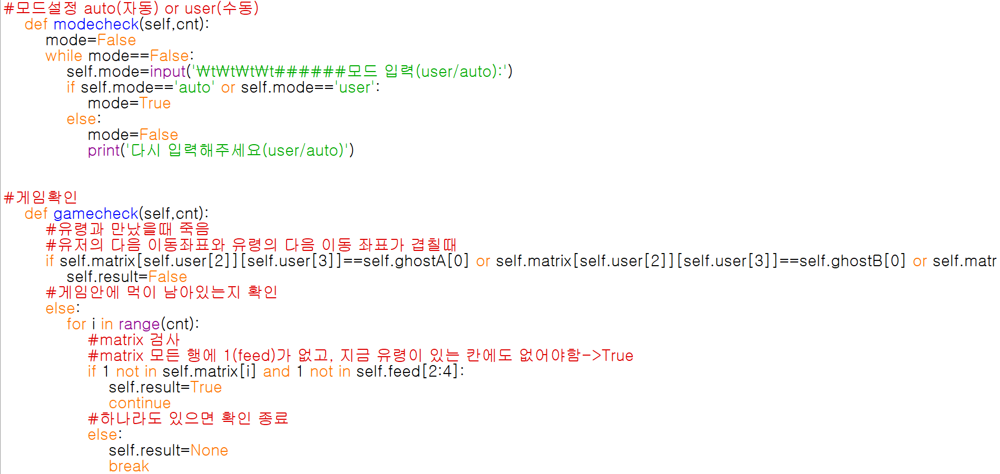 #모드설정 auto(자동) or user(수동)
def modecheck(self,cnt):
mode=False
while mode==False:
self.mode=input('₩t₩t₩t₩t######모드 입력(user/auto):')
if self.mode=='auto' or self.mode=='user':
mode=True
else:
mode=False
print('다시 입력해주세요(user/auto)')
#게임확인
def gamecheck(self,cnt):
#유령과 만났을때 죽음
#유저의 다음 이동좌표와 유령의 다음 이동 좌표가 겹칠때
if self.matrix[self.user[2]][self.user[3]]==self.ghostA[0] or self.matrix[self.user[2]][self.user[3]]==self.ghostB[0] or self.matr
self.result=False
#게임안에 먹이 남아있는지 확인
else:
for i in range(cnt):
#matrix 검사
#matrix 모든 행에 1(feed)가 없고, 지금 유령이 있는 칸에도 없어야함->True
if 1 not in self.matrix[i] and 1 not in self.feed[2:4]:
self.result=True
continue
#하나라도 있으면 확인 종료
else:
self.result=None
break